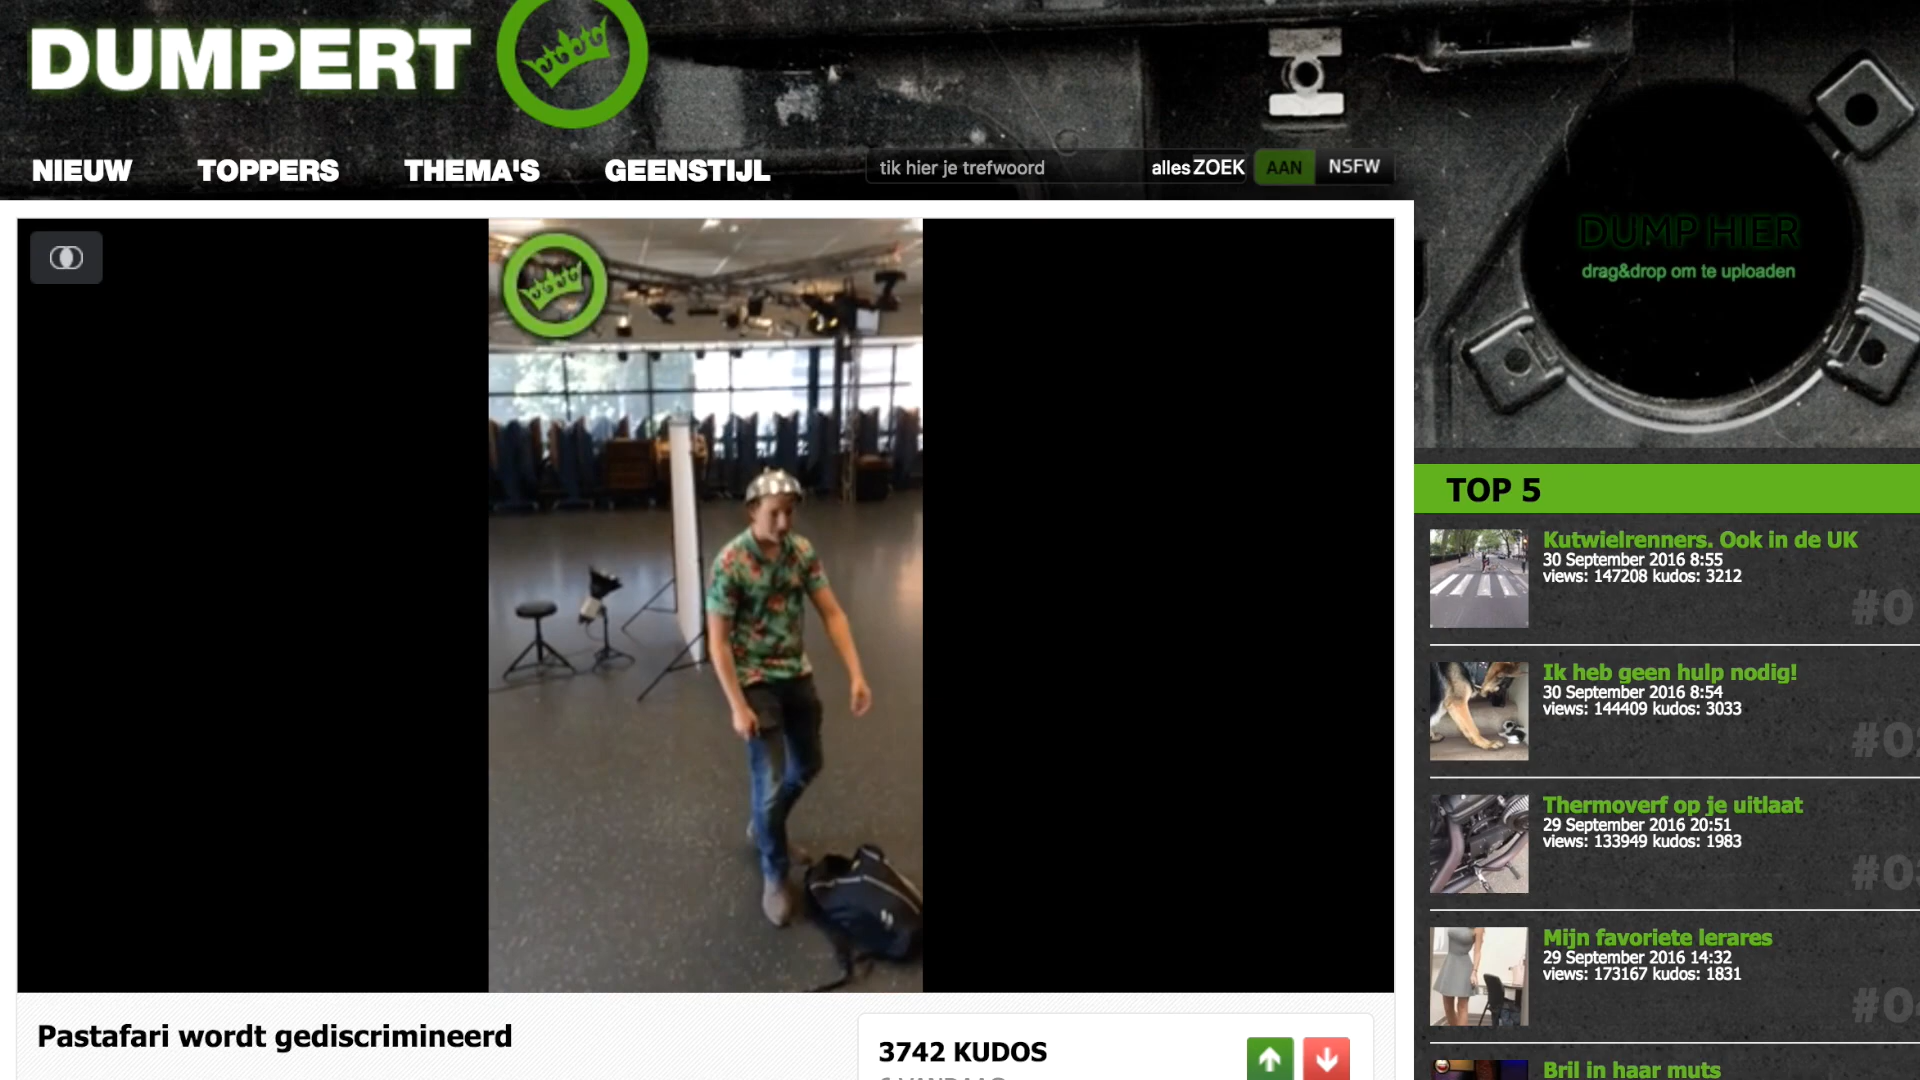 DUMPERT
NIEUW TOPPERS THEMA'S GEENSTIJL
tik hier je trefwoord alles ZOEK AAN NSFW
DUMP HIER
drag&drop om te uploaden
TOP 5
Kutwielrenners. Ook in de UK
30 September 2016 8:55
views: 147208 kudos: 3212
#0
Ik heb geen hulp nodig!
30 September 2016 8:54
views: 144409 kudos: 3033
#0
Thermoverf op je uitlaat
29 September 2016 20:51
views: 133949 kudos: 1983
#0
Mijn favoriete lerares
29 September 2016 14:32
views: 173167 kudos: 1831
#0
Bril in haar muts
Pastafari wordt gediscrimineerd
3742 KUDOS